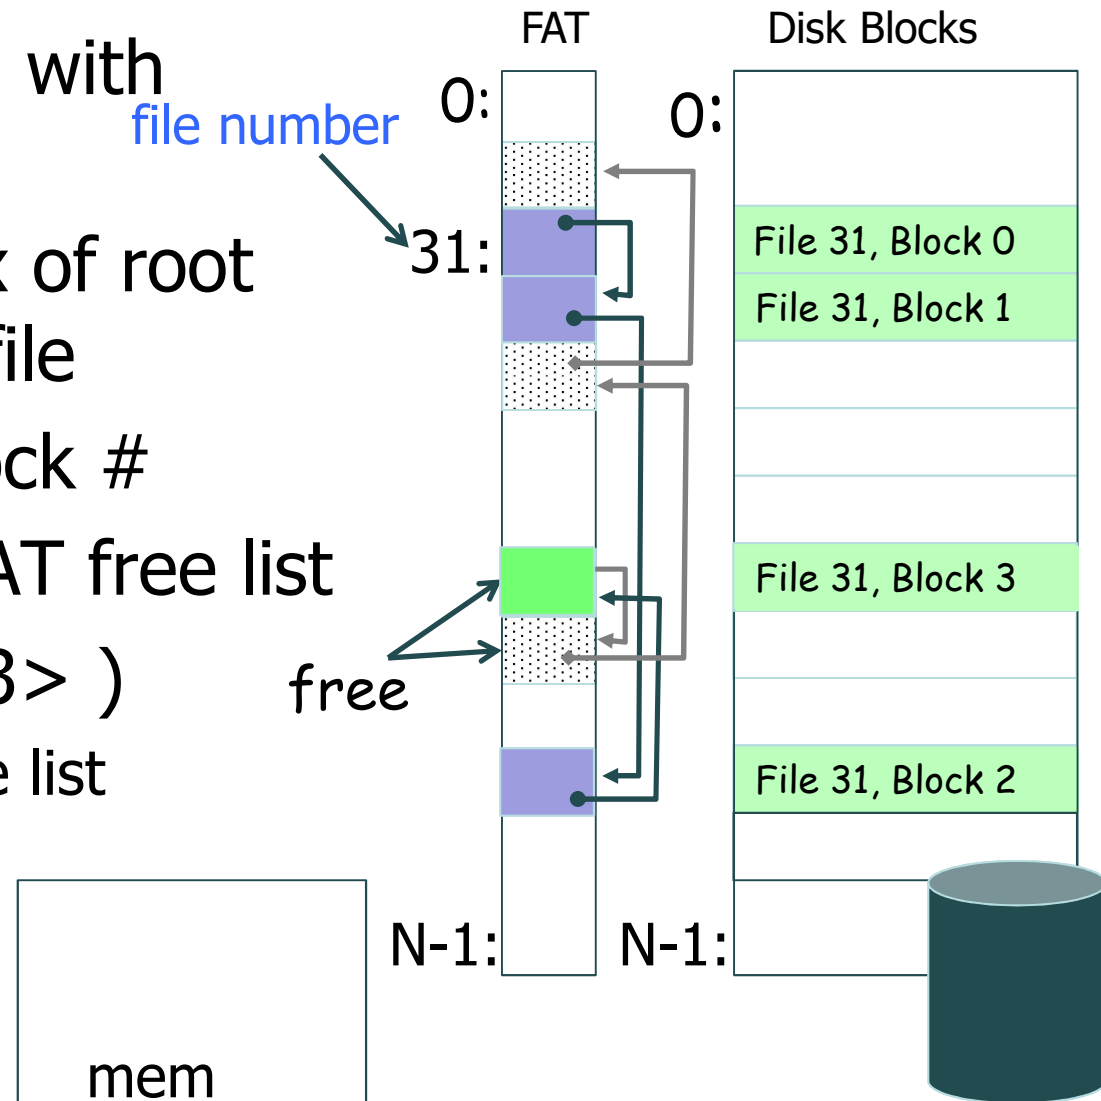 with
file number
x of root
file
ock #
AT free list
3> )
e list
free
mem
FAT
0:
31:
N-1:
Disk Blocks
0:
File 31, Block 0
File 31, Block 1
File 31, Block 3
File 31, Block 2
N-1: